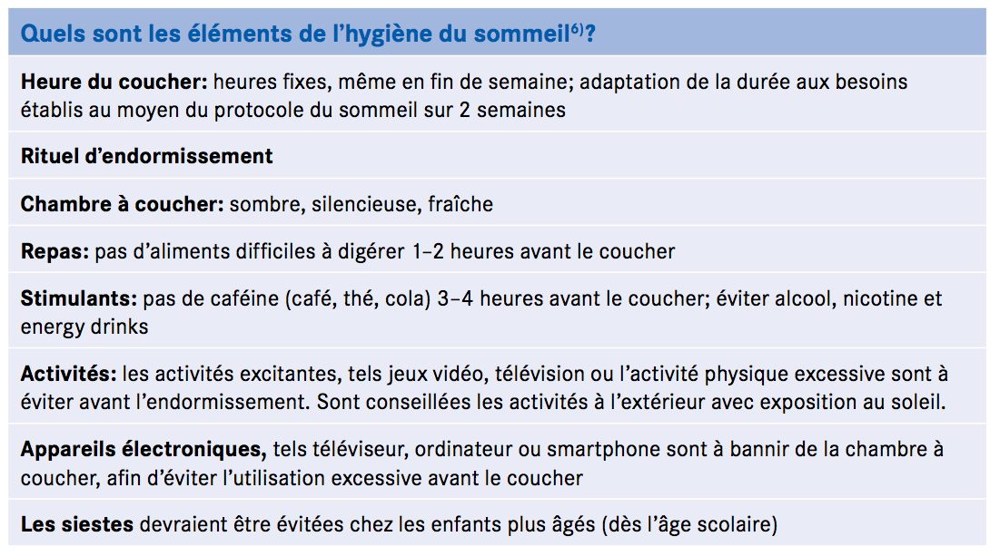 Quels sont les éléments de l’hygiène du sommeil⁶⁾?
Heure du coucher: heures fixes, même en fin de semaine; adaptation de la durée aux besoins
établis au moyen du protocole du sommeil sur 2 semaines
Rituel d’endormissement
Chambre à coucher: sombre, silencieuse, fraîche
Repas: pas d’aliments difficiles à digérer 1–2 heures avant le coucher
Stimulants: pas de caféine (café, thé, cola) 3–4 heures avant le coucher; éviter alcool, nicotine et
energy drinks
Activités: les activités excitantes, tels jeux vidéo, télévision ou l’activité physique excessive sont à
éviter avant l’endormissement. Sont conseillées les activités à l’extérieur avec exposition au soleil.
Appareils électroniques, tels téléviseur, ordinateur ou smartphone sont à bannir de la chambre à
coucher, afin d’éviter l’utilisation excessive avant le coucher
Les siestes devraient être évitées chez les enfants plus âgés (dès l’âge scolaire)